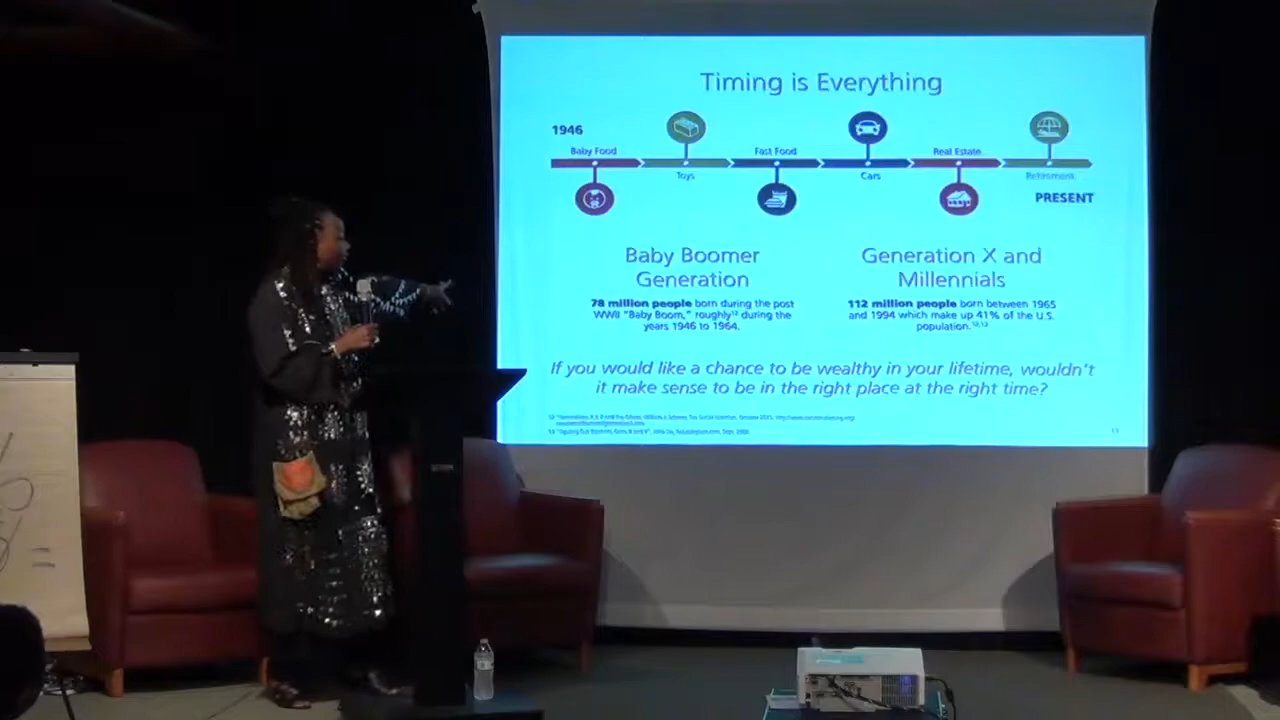 Timing is Everything
1946
Baby Food
Fast Food
Real Estate
Toys
Cars
Retirement
PRESENT
Baby Boomer
Generation
78 million people born during the post
WWII "Baby Boom," roughly¹² during the
years 1946 to 1964.
Generation X and
Millennials
112 million people born between 1965
and 1994 which make up 41% of the U.S.
population.¹²,¹³
If you would like a chance to be wealthy in your lifetime, wouldn't
it make sense to be in the right place at the right time?
11